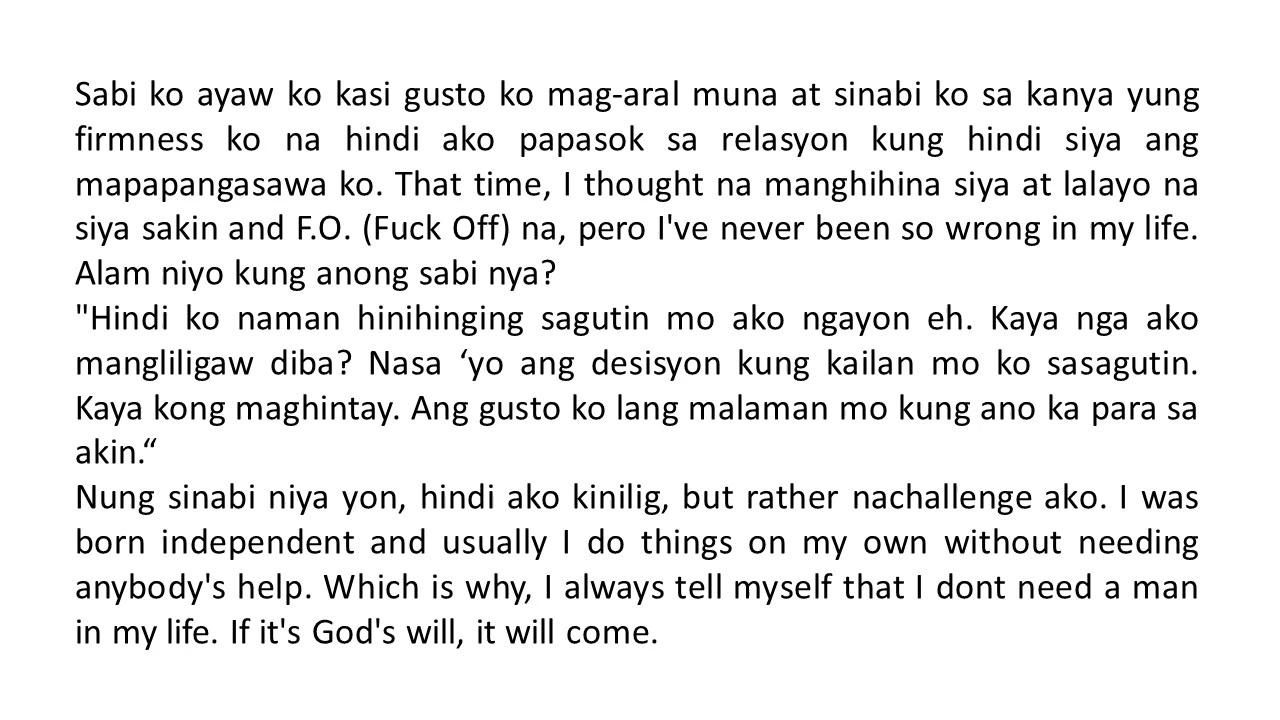 Sabi ko ayaw ko kasi gusto ko mag-aral muna at sinabi ko sa kanya yung
firmness ko na hindi ako papasok sa relasyon kung hindi siya ang
mapapangasawa ko. That time, I thought na manghihina siya at lalayo na
siya sakin and F.O. (Fuck Off) na, pero I've never been so wrong in my life.
Alam niyo kung anong sabi nya?
"Hindi ko naman hinihinging sagutin mo ako ngayon eh. Kaya nga ako
mangliligaw diba? Nasa ‘yo ang desisyon kung kailan mo ko sasagutin.
Kaya kong maghintay. Ang gusto ko lang malaman mo kung ano ka para sa
akin.“
Nung sinabi niya yon, hindi ako kinilig, but rather nachallenge ako. I was
born independent and usually I do things on my own without needing
anybody's help. Which is why, I always tell myself that I dont need a man
in my life. If it's God's will, it will come.